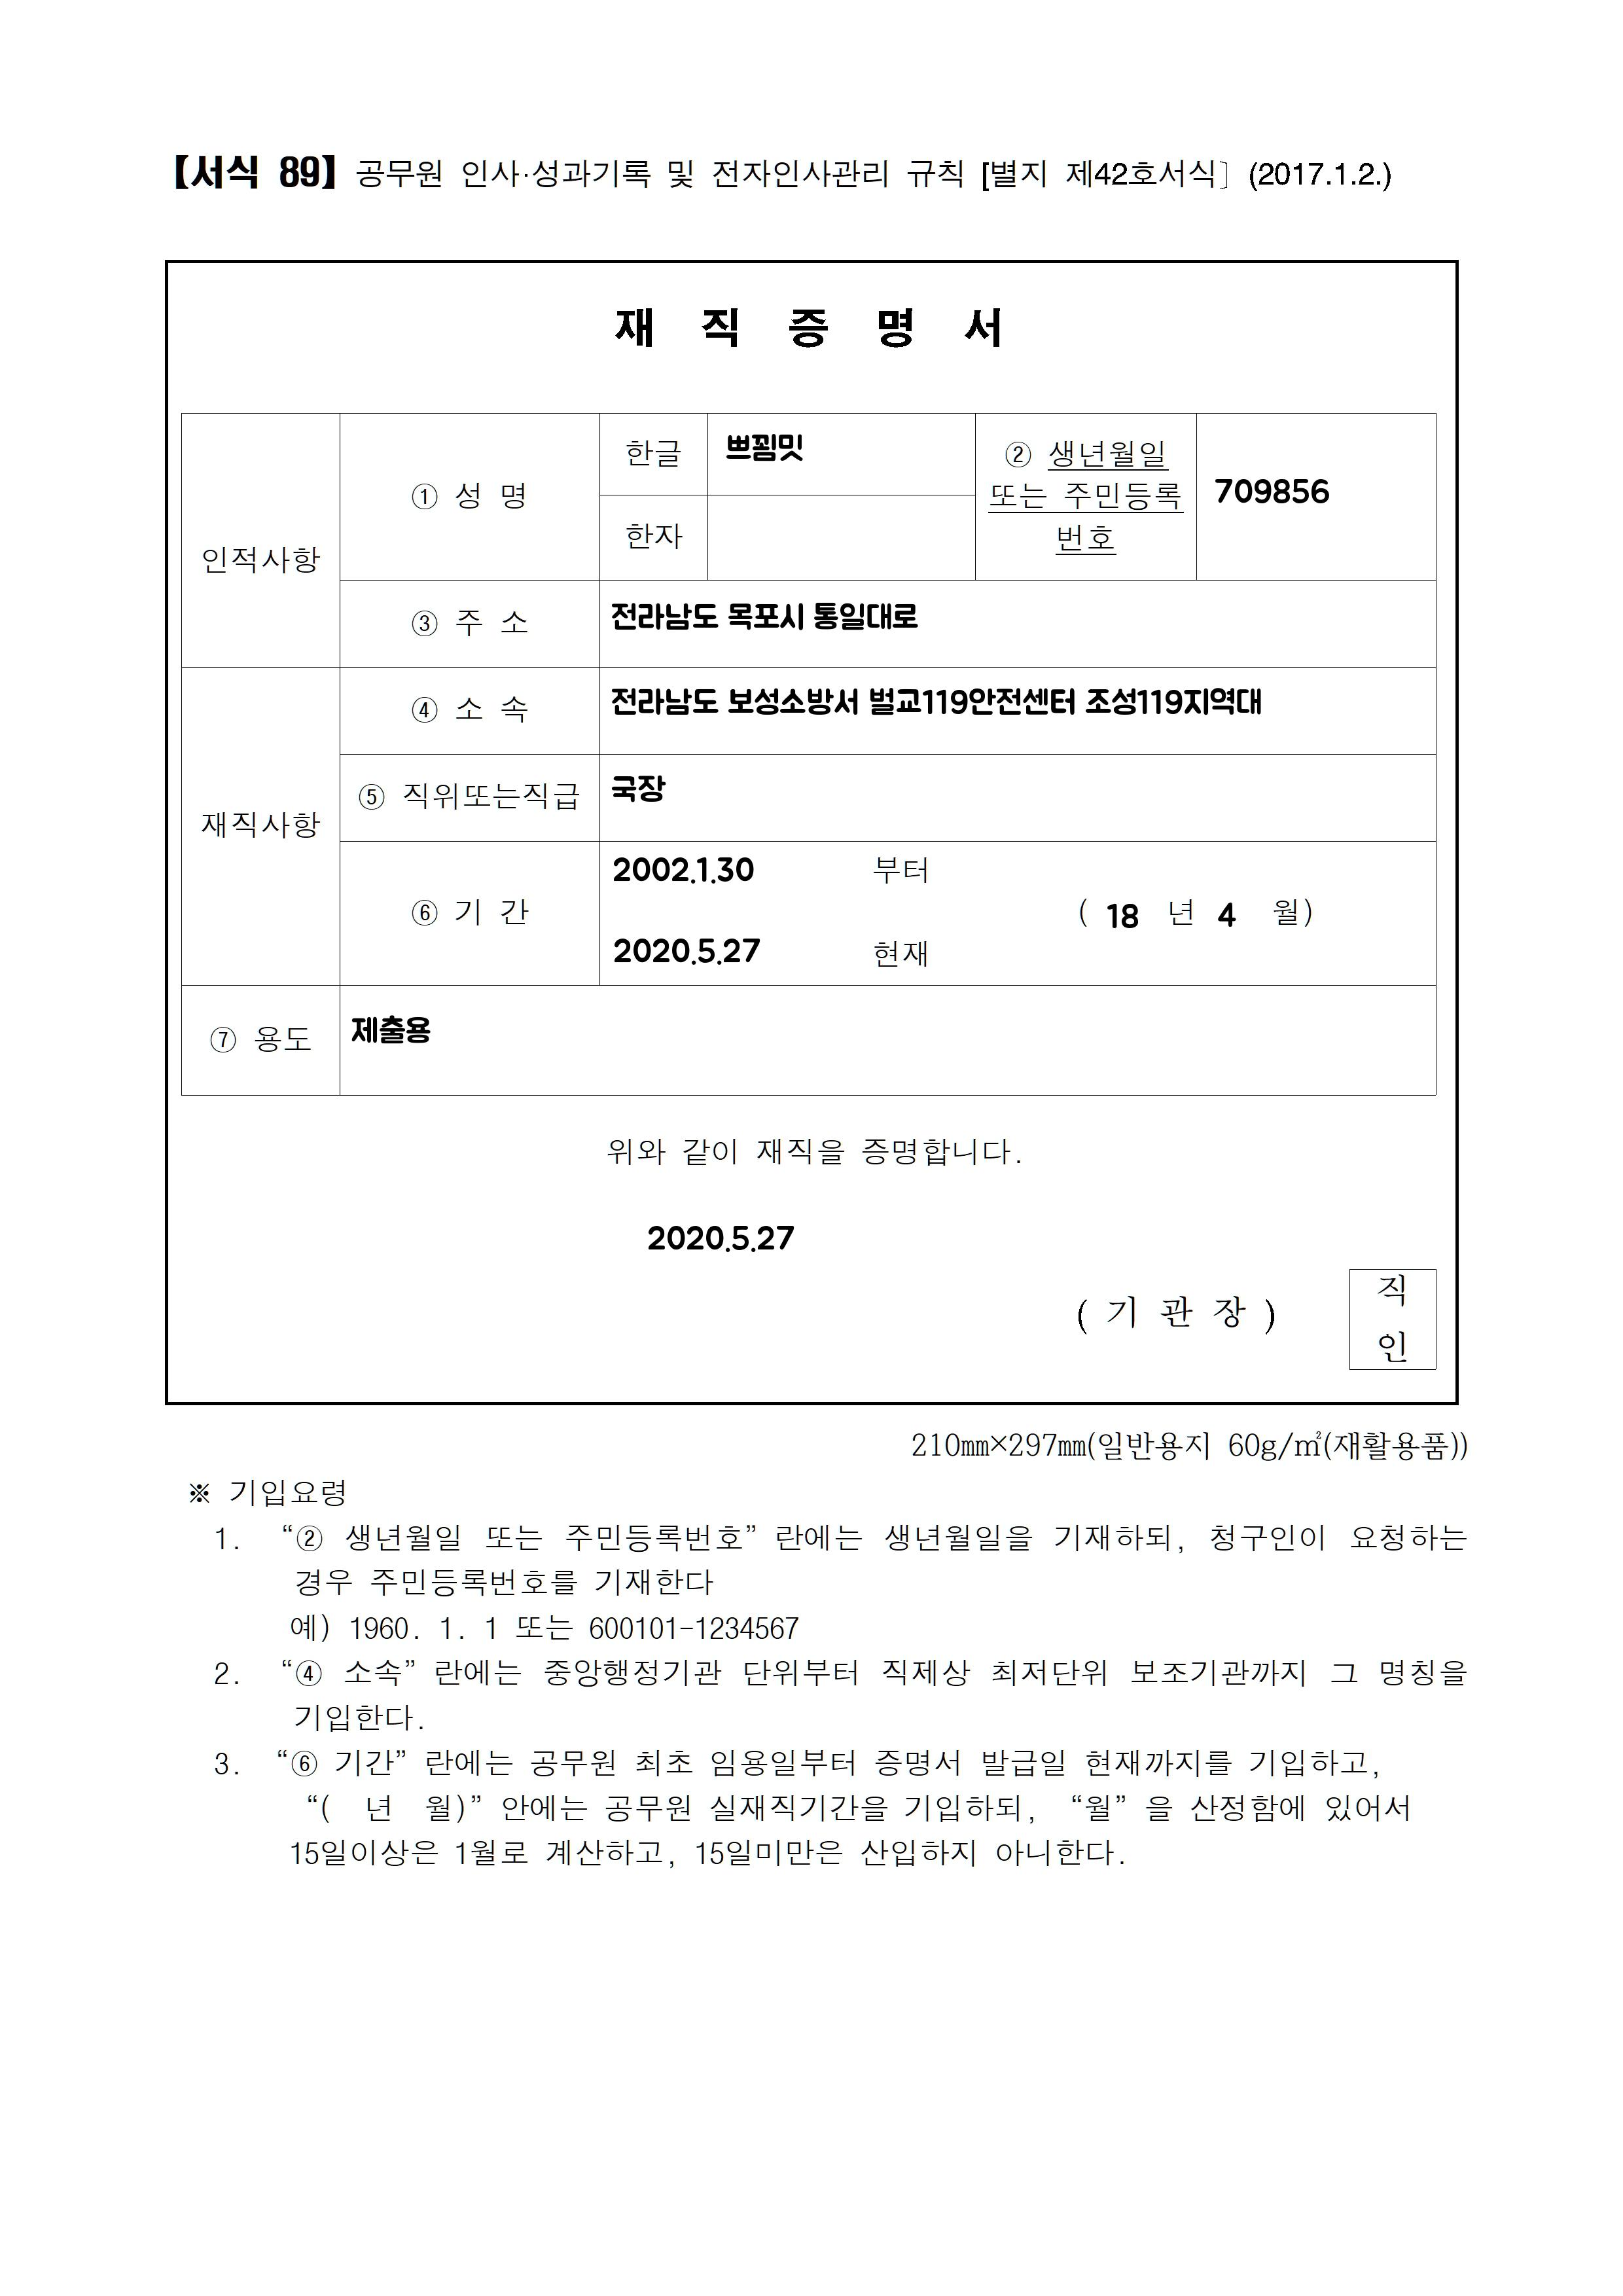 【서식 89】 공무원 인사·성과기록 및 전자인사관리 규칙 [별지 제42호서식] (2017.1.2.)
재 직 증 명 서
인적사항
① 성 명
한글
쁘꾐밋
한자
② 생년월일
또는 주민등록
번호
709856
③ 주 소
전라남도 목포시 통일대로
재직사항
④ 소 속
전라남도 보성소방서 벌교119안전센터 조성119지역대
⑤ 직위또는직급
국장
⑥ 기 간
2002.1.30 부터
( 18 년 4 월)
2020.5.27 현재
⑦ 용도
제출용
위와 같이 재직을 증명합니다.
2020.5.27
( 기 관 장 )
직
인
210㎜×297㎜(일반용지 60g/㎡(재활용품))
※ 기입요령
1. “② 생년월일 또는 주민등록번호” 란에는 생년월일을 기재하되, 청구인이 요청하는
경우 주민등록번호를 기재한다
예) 1960. 1. 1 또는 600101-1234567
2. “④ 소속” 란에는 중앙행정기관 단위부터 직제상 최저단위 보조기관까지 그 명칭을
기입한다.
3. “⑥ 기간” 란에는 공무원 최초 임용일부터 증명서 발급일 현재까지를 기입하고,
“( 년 월)” 안에는 공무원 실재직기간을 기입하되, “월” 을 산정함에 있어서
15일이상은 1월로 계산하고, 15일미만은 산입하지 아니한다.